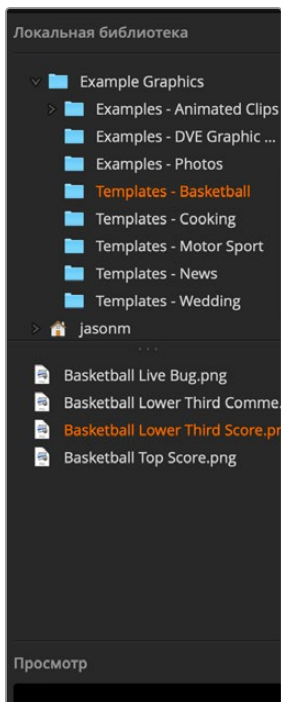 Локальная библиотека
Example Graphics
Examples - Animated Clips
Examples - DVE Graphic ...
Examples - Photos
Templates - Basketball
Templates - Cooking
Templates - Motor Sport
Templates - News
Templates - Wedding
jasonm
Basketball Live Bug.png
Basketball Lower Third Comme.
Basketball Lower Third Score.pr
Basketball Top Score.png
Просмотр